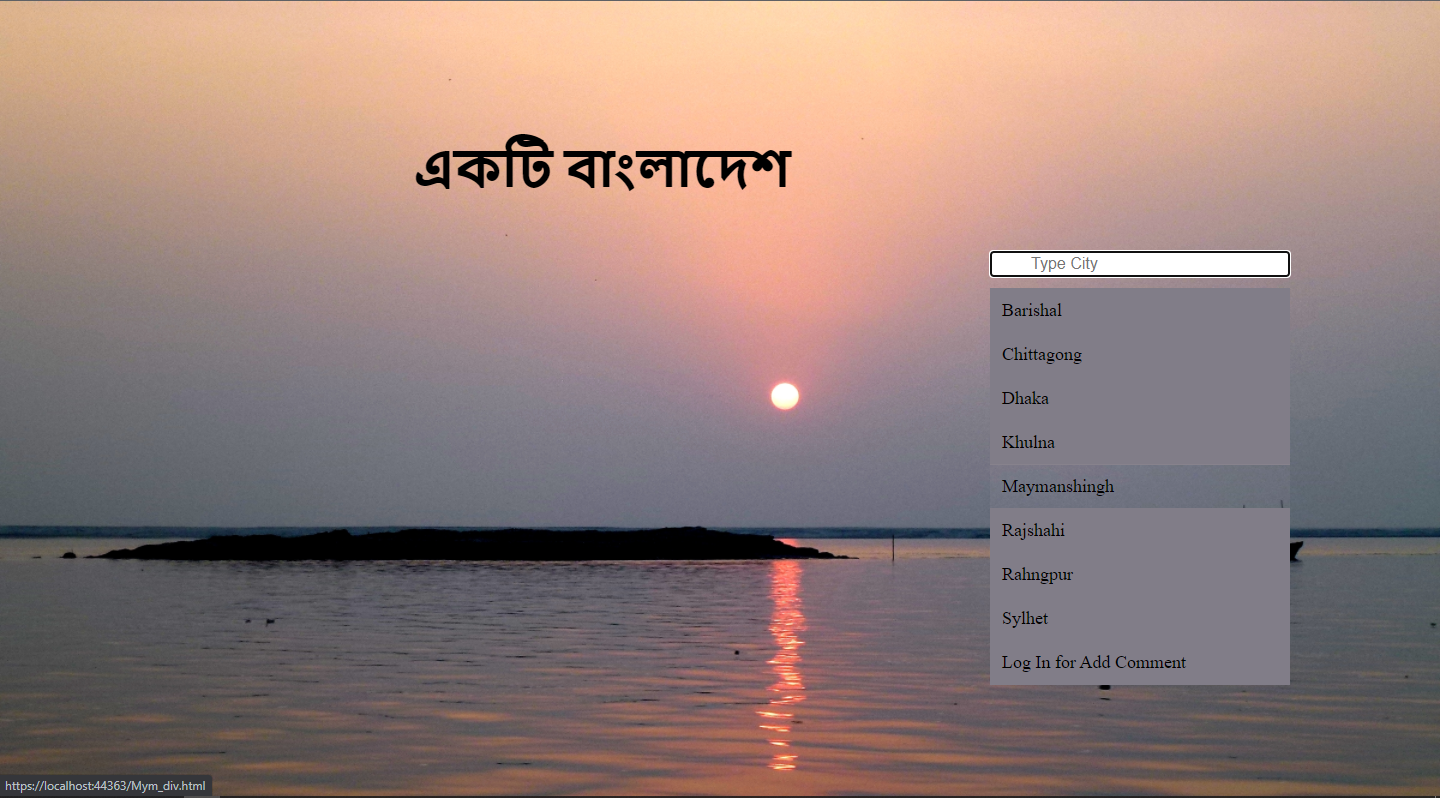 একটি বাংলাদেশ
Type City
Barishal
Chittagong
Dhaka
Khulna
Maymanshingh
Rajshahi
Rahngpur
Sylhet
Log In for Add Comment
https://localhost:44363/Mym_div.html